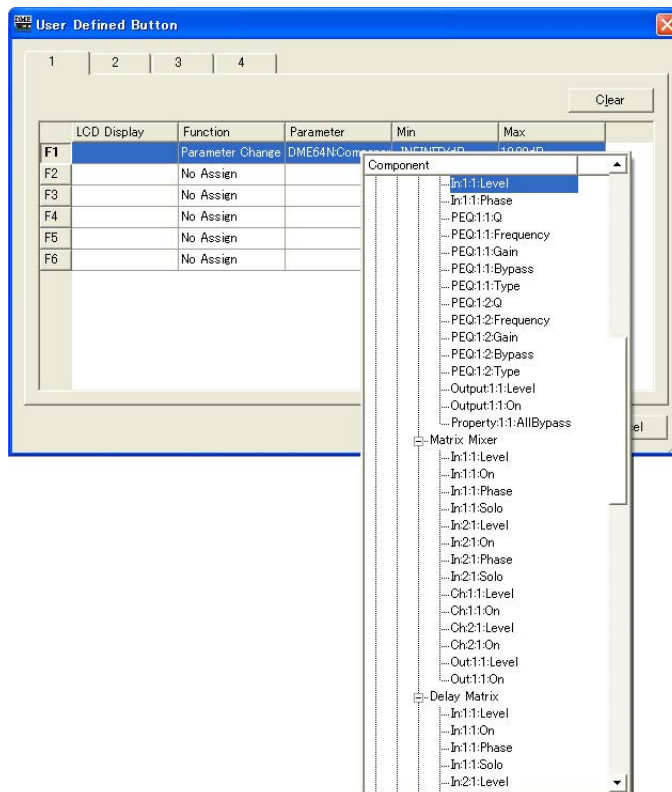 DME User Defined Button
1 2 3 4
Clear
LCD Display Function Parameter Min Max
F1 Parameter Change DME64N:Componen -INFINITYdB 10.00dB
F2 No Assign
F3 No Assign
F4 No Assign
F5 No Assign
F6 No Assign
Component
In:1:1:Level
In:1:1:Phase
PEQ:1:1:Q
PEQ:1:1:Frequency
PEQ:1:1:Gain
PEQ:1:1:Bypass
PEQ:1:1:Type
PEQ:1:2:Q
PEQ:1:2:Frequency
PEQ:1:2:Gain
PEQ:1:2:Bypass
PEQ:1:2:Type
Output:1:1:Level
Output:1:1:On
Property:1:1:AllBypass
el
Matrix Mixer
In:1:1:Level
In:1:1:On
In:1:1:Phase
In:1:1:Solo
In:2:1:Level
In:2:1:On
In:2:1:Phase
In:2:1:Solo
Ch:1:1:Level
Ch:1:1:On
Ch:2:1:Level
Ch:2:1:On
Out:1:1:Level
Out:1:1:On
Delay Matrix
In:1:1:Level
In:1:1:On
In:1:1:Phase
In:1:1:Solo
In:2:1:Level